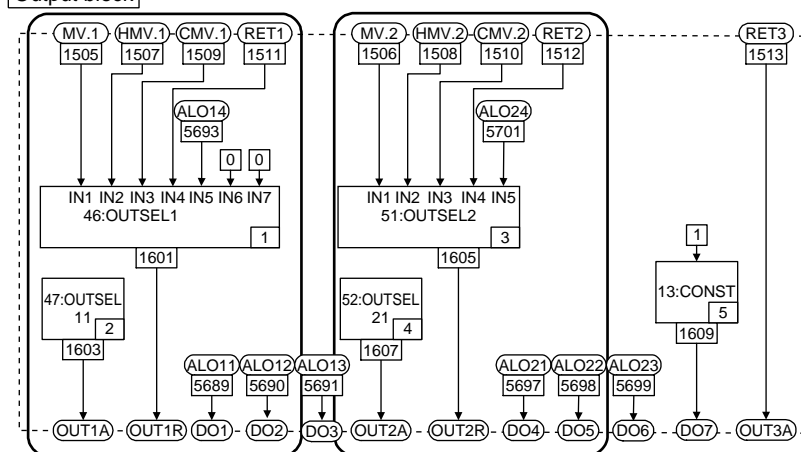 Output block
MV.1 HMV.1 CMV.1 RET1 MV.2 HMV.2 CMV.2 RET2 RET3
1505 1507 1509 1511 1506 1508 1510 1512 1513
ALO14 ALO24
5693 5701
0 0
IN1 IN2 IN3 IN4 IN5 IN6 IN7 IN1 IN2 IN3 IN4 IN5
46:OUTSEL1 51:OUTSEL2
1 3 1
1601 1605
47:OUTSEL 52:OUTSEL 13:CONST
11 2 21 4 5
1603 1607 1609
ALO11 ALO12 ALO13 ALO21 ALO22 ALO23
5689 5690 5691 5697 5698 5699
OUT1A OUT1R DO1 DO2 DO3 OUT2A OUT2R DO4 DO5 DO6 DO7 OUT3A